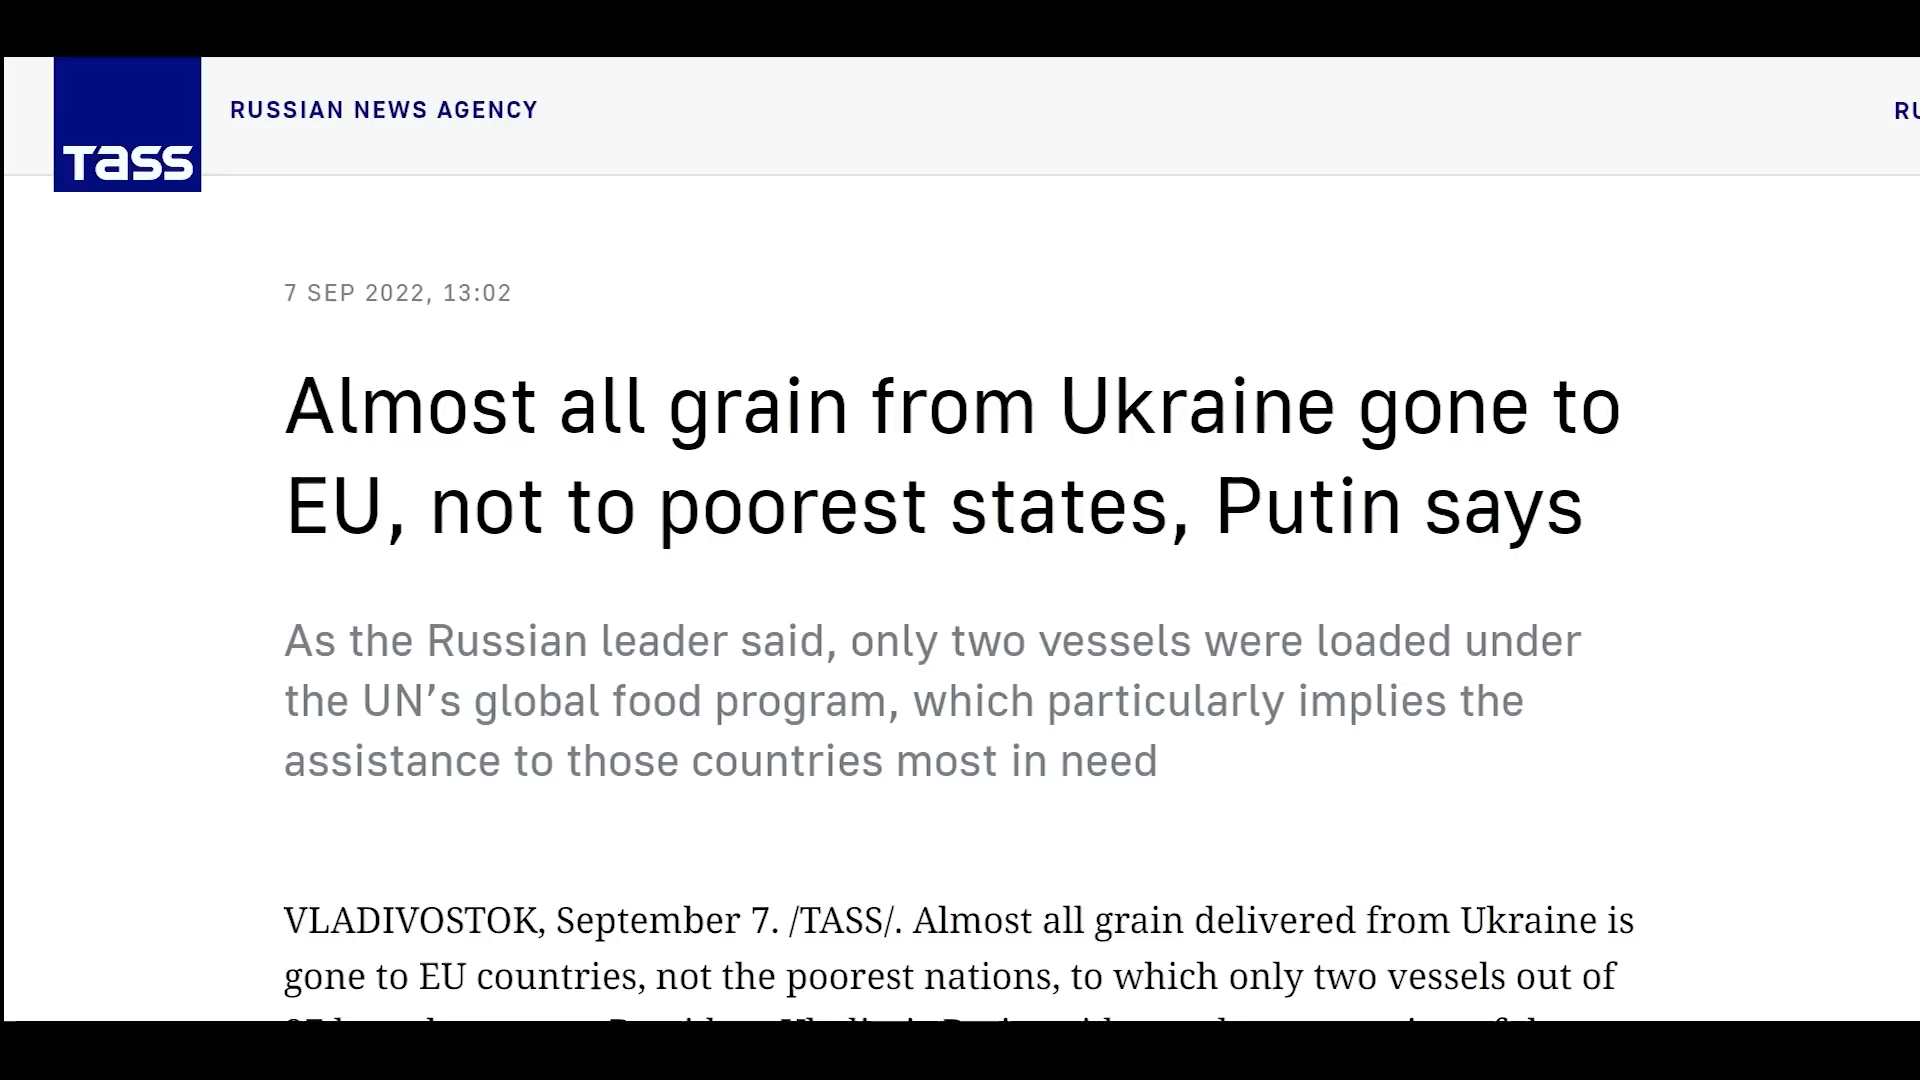 RUSSIAN NEWS AGENCY
RU
TASS
7 SEP 2022, 13:02
Almost all grain from Ukraine gone to
EU, not to poorest states, Putin says
As the Russian leader said, only two vessels were loaded under
the UN’s global food program, which particularly implies the
assistance to those countries most in need
VLADIVOSTOK, September 7. /TASS/. Almost all grain delivered from Ukraine is
gone to EU countries, not the poorest nations, to which only two vessels out of